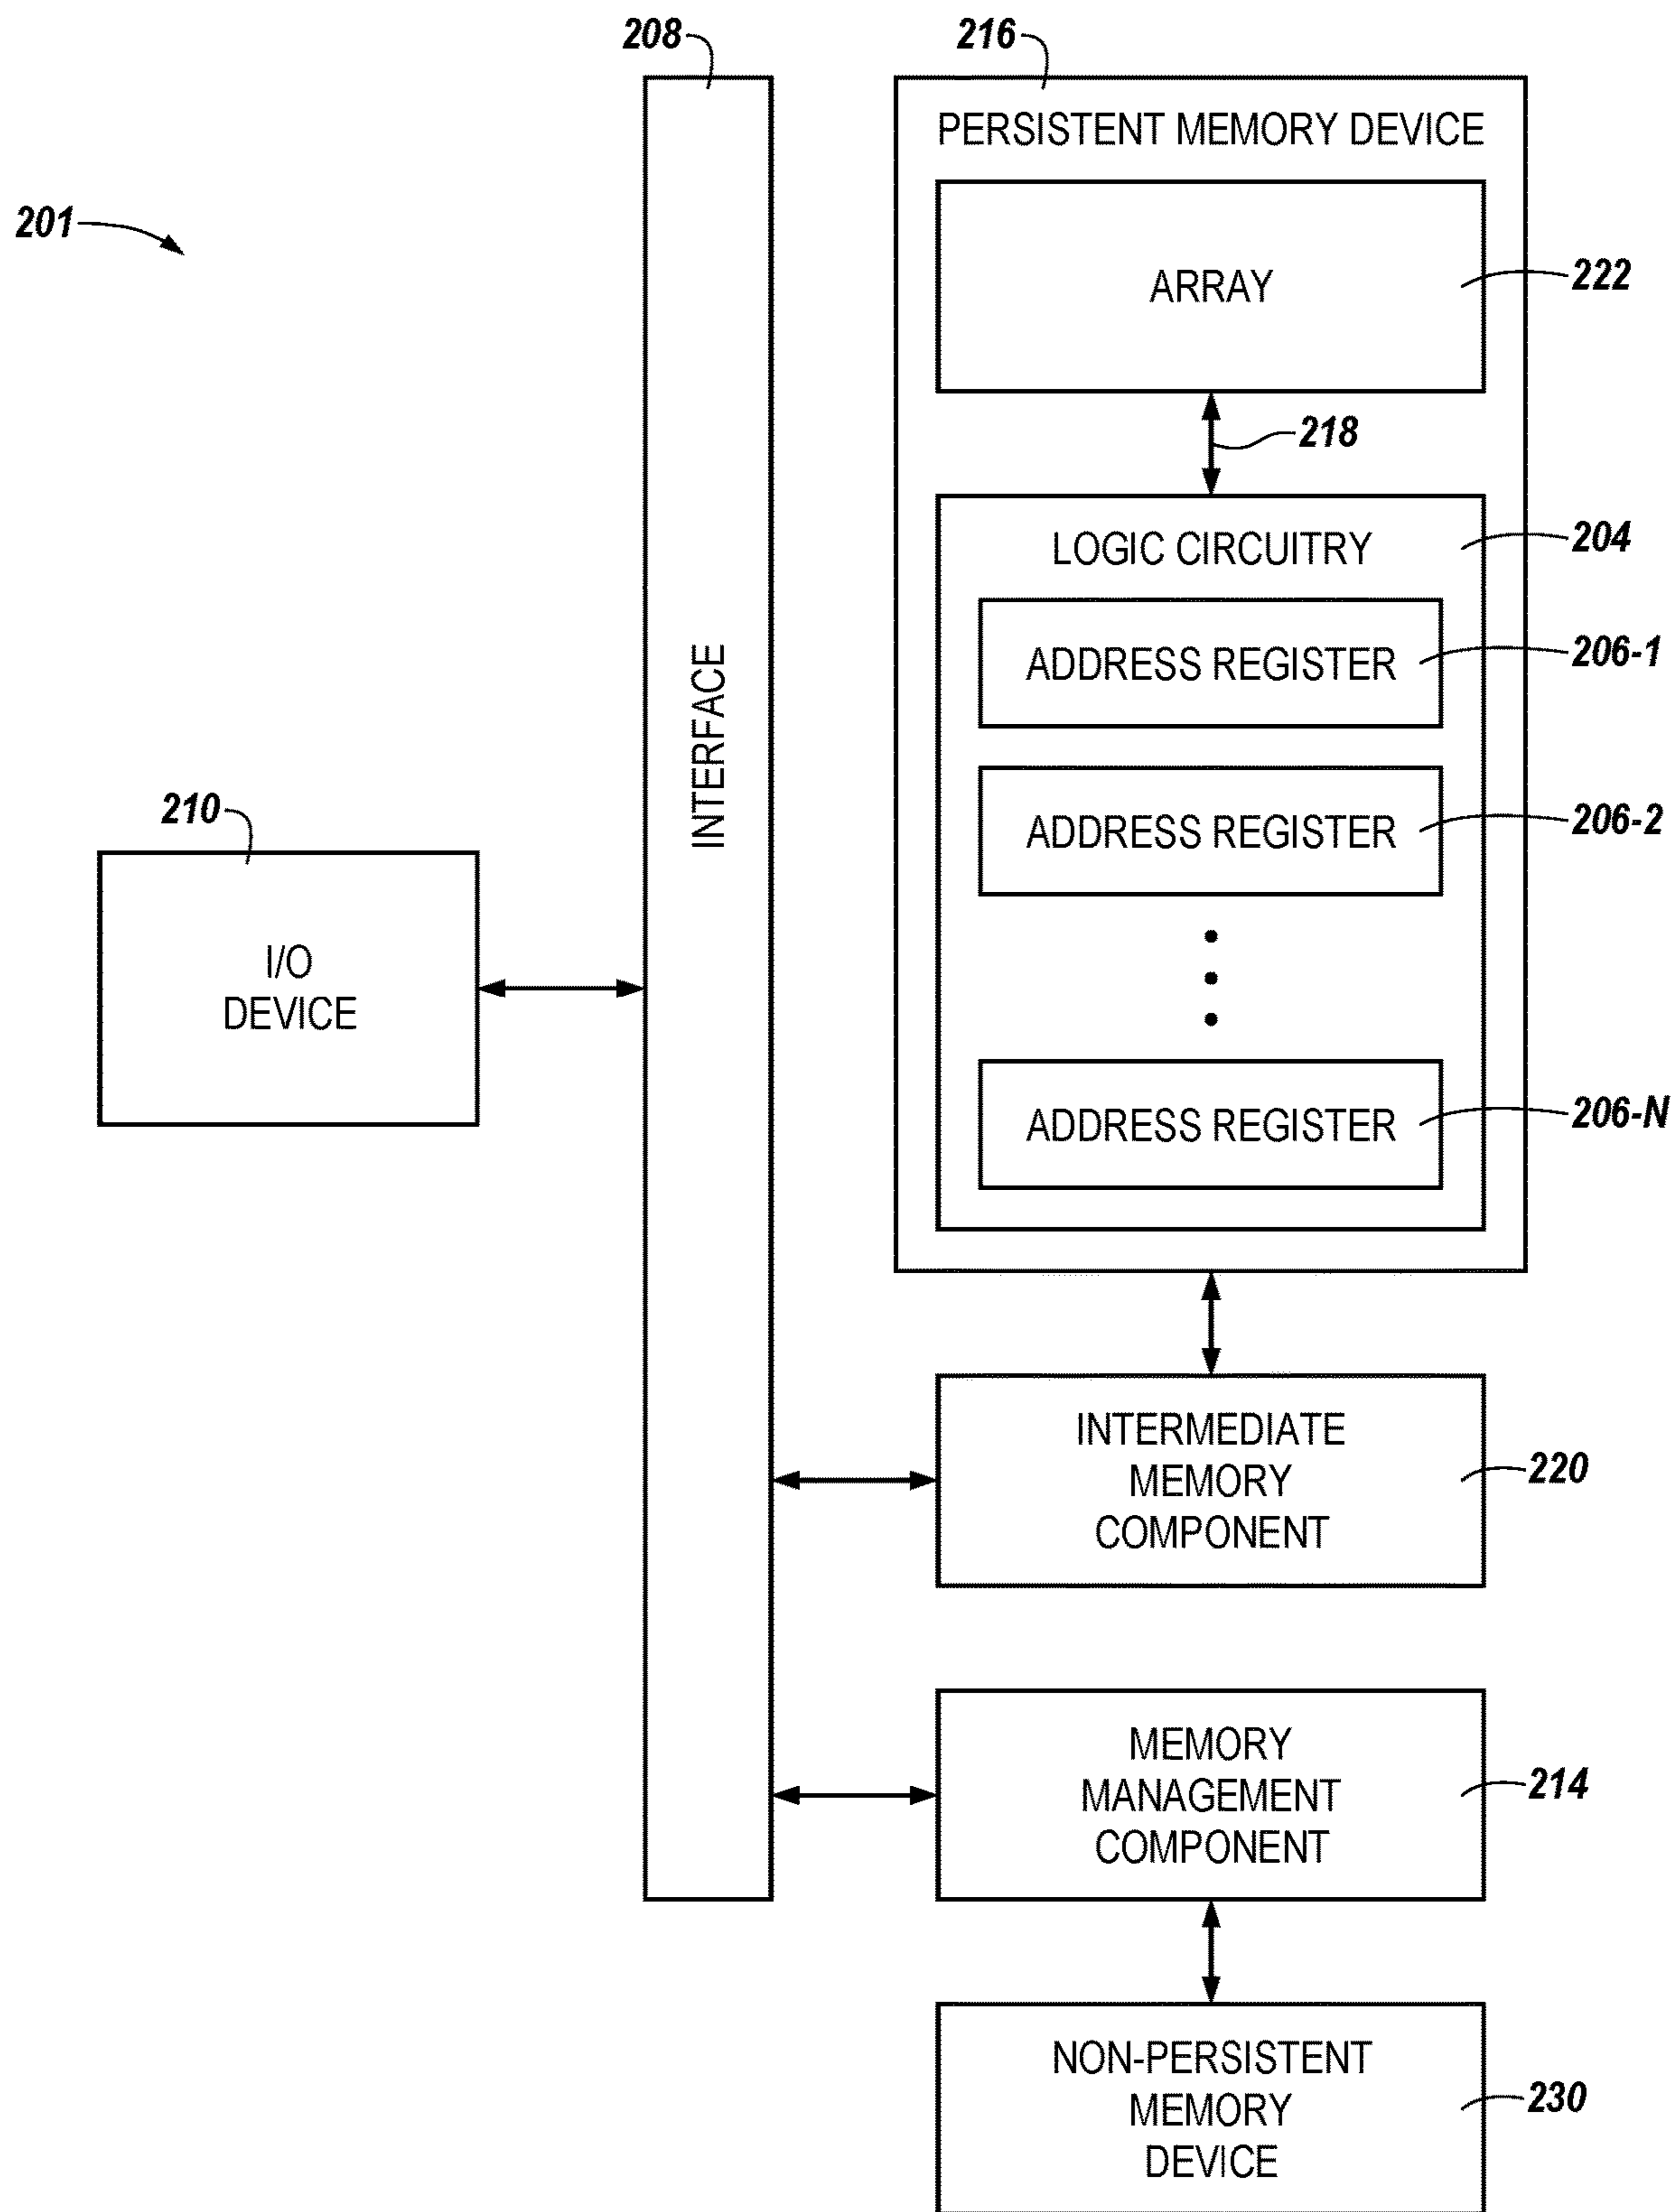 208
216
PERSISTENT MEMORY DEVICE
201
ARRAY
222
218
LOGIC CIRCUITRY
204
ADDRESS REGISTER
206-1
INTERFACE
ADDRESS REGISTER
206-2
210
I/O
DEVICE
ADDRESS REGISTER
206-N
INTERMEDIATE
MEMORY
COMPONENT
220
MEMORY
MANAGEMENT
COMPONENT
214
NON-PERSISTENT
MEMORY
DEVICE
230